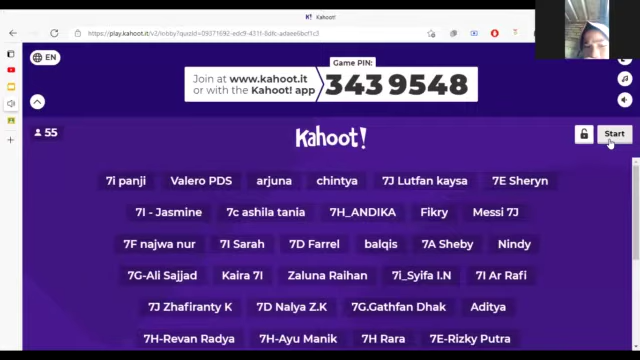 K! Kahoot!
https://play.kahoot.it/v2/lobby?quizId=09371692-edc9-431f-8dfc-adaee6bcf1c3
EN
Game PIN:
Join at www.kahoot.it
or with the Kahoot! app
343 9548
55
Kahoot!
Start
7i panji Valero PDS arjuna chintya 7J Lutfan kaysa 7E Sheryn
7I - Jasmine 7c ashila tania 7H_ANDIKA Fikry Messi 7J
7F najwa nur 7I Sarah 7D Farrel balqis 7A Sheby Nindy
7G-Ali Sajjad Kaira 7I Zaluna Raihan 7i_Syifa I.N 7I Ar Rafi
7J Zhafiranty K 7D Nalya Z.K 7G.Gathfan Dhak Aditya
7H-Revan Radya 7H-Ayu Manik 7H Rara 7E-Rizky Putra